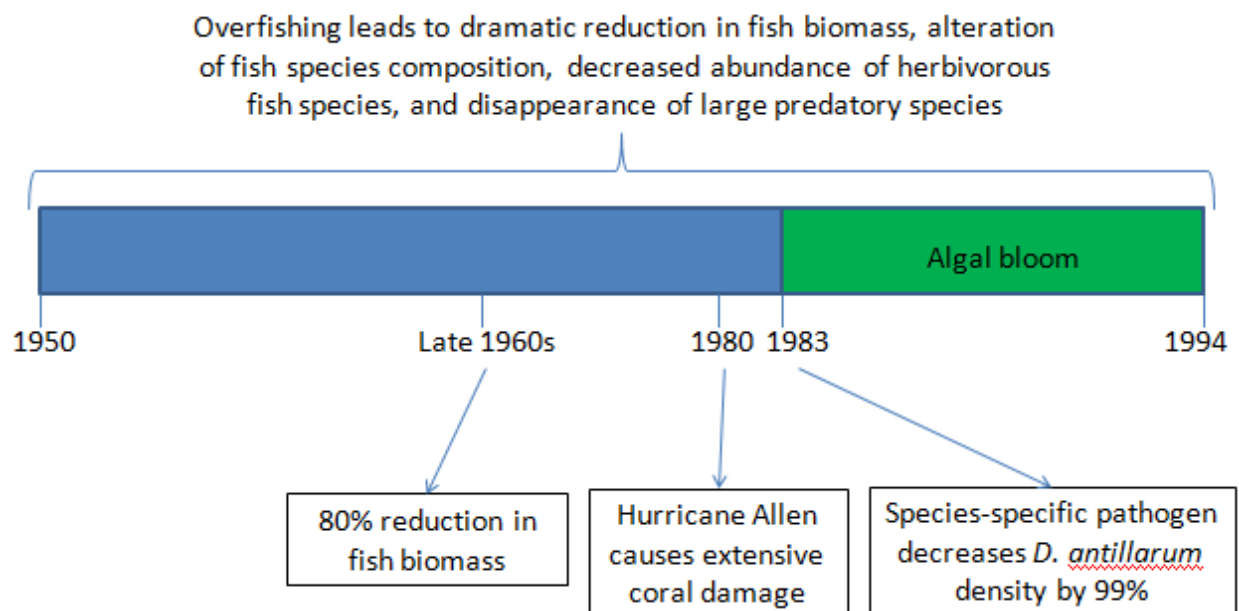 Overfishing leads to dramatic reduction in fish biomass, alteration
of fish species composition, decreased abundance of herbivorous
fish species, and disappearance of large predatory species
Algal bloom
1950
Late 1960s
1980
1983
1994
80% reduction in
fish biomass
Hurricane Allen
causes extensive
coral damage
Species-specific pathogen
decreases D. antillarum
density by 99%